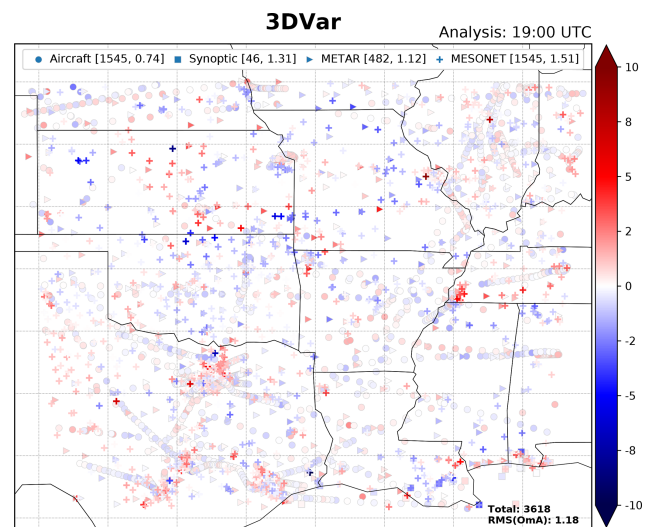 3DVar
Analysis: 19:00 UTC
Aircraft [1545, 0.74] Synoptic [46, 1.31] METAR [482, 1.12] MESONET [1545, 1.51]
10
8
5
2
0
-2
-5
-8
-10
Total: 3618
RMS(OmA): 1.18